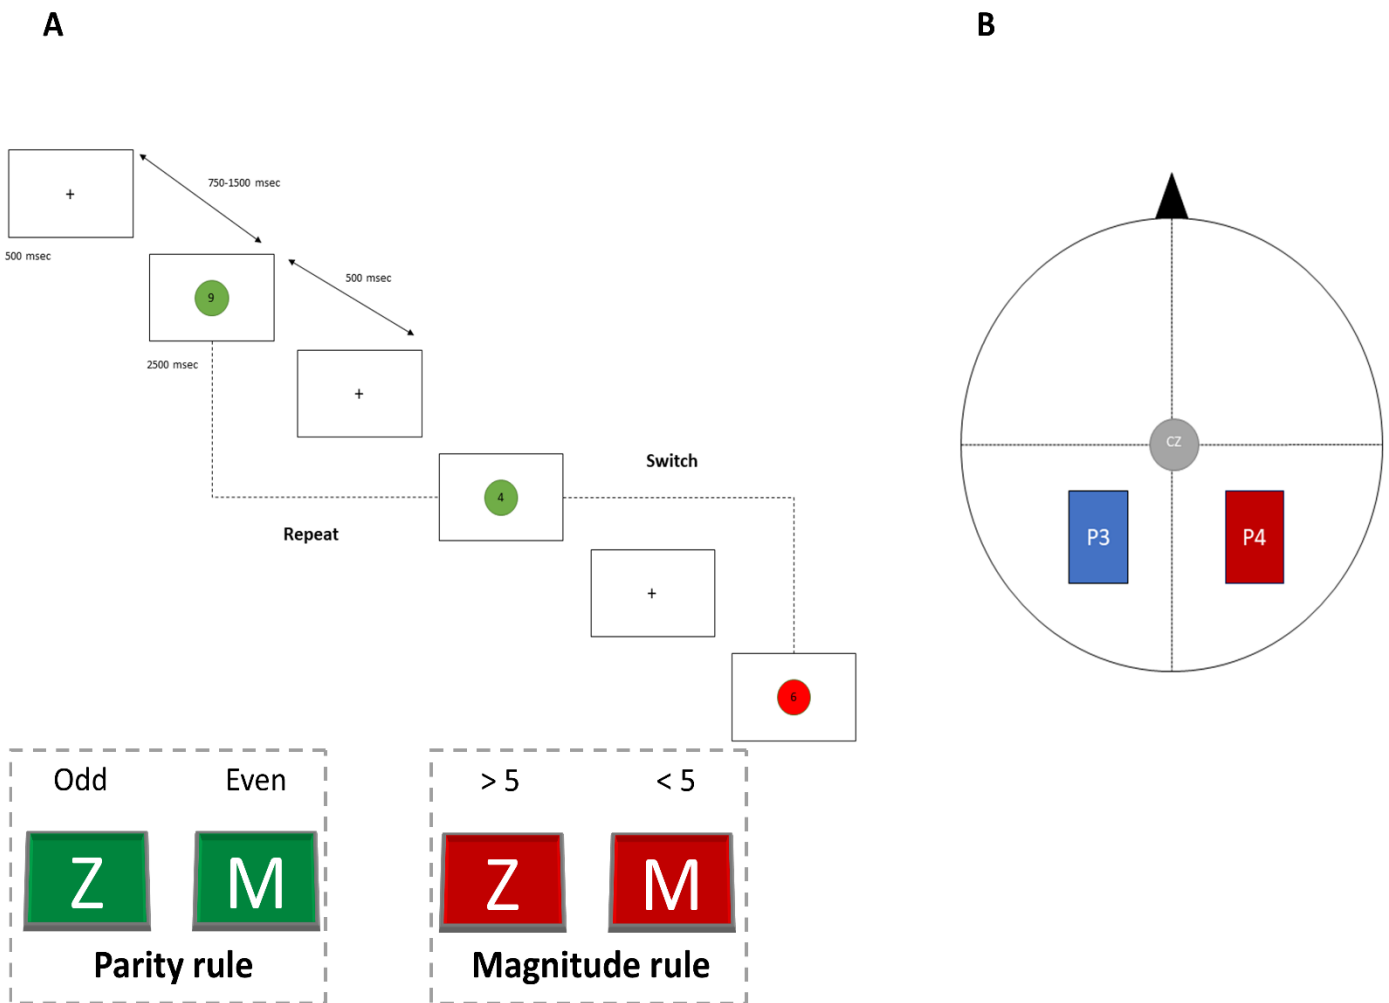 A
B
+
750-1500 msec
500 msec
9
500 msec
2500 msec
+
4
Switch
Repeat
+
6
CZ
P3
P4
Odd
Even
Z
M
Parity rule
> 5
< 5
Z
M
Magnitude rule